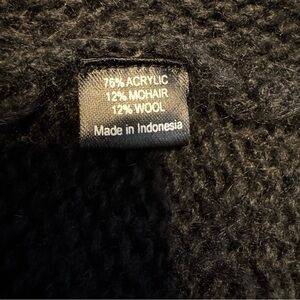 76% ACRYLIC
12% MOHAIR
12% WOOL
Made in Indonesia